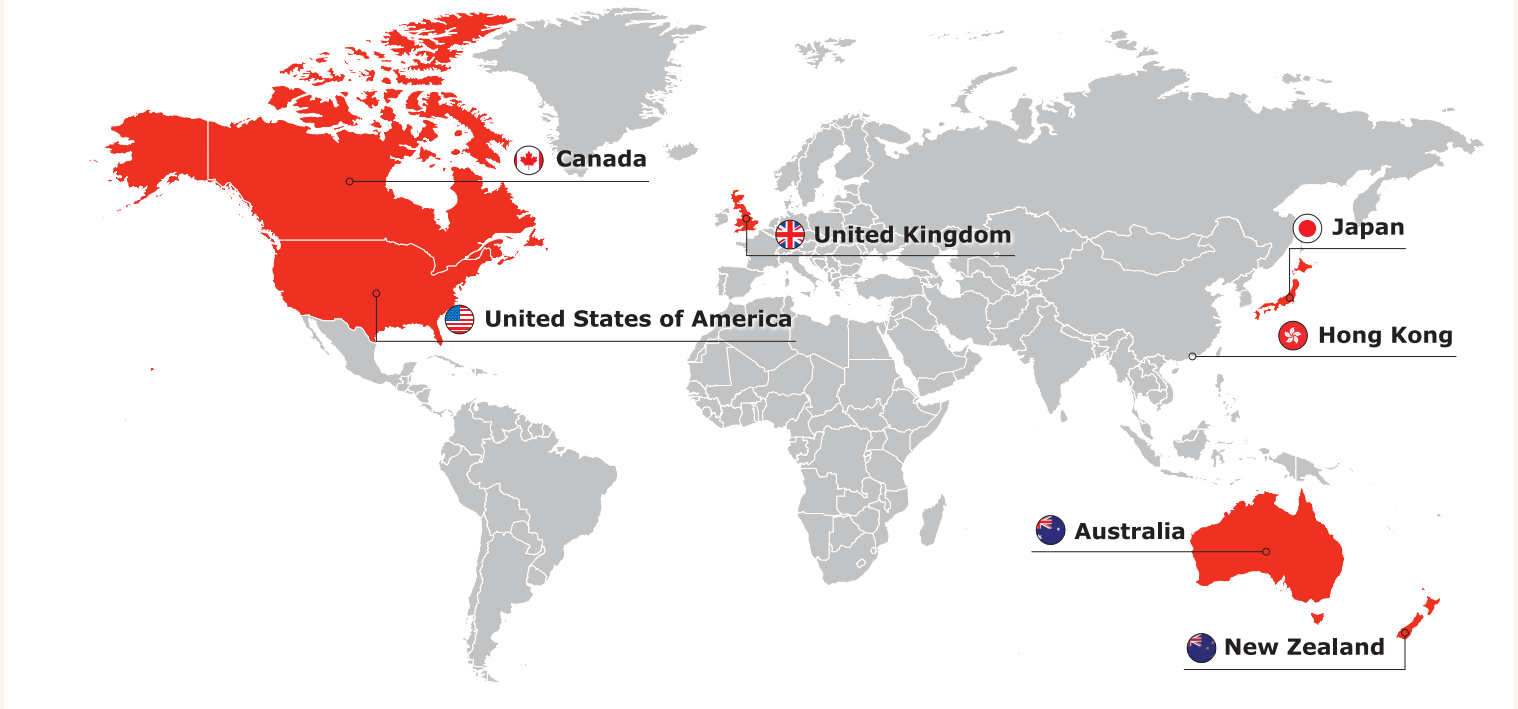 Canada
United Kingdom
Japan
United States of America
Hong Kong
Australia
New Zealand